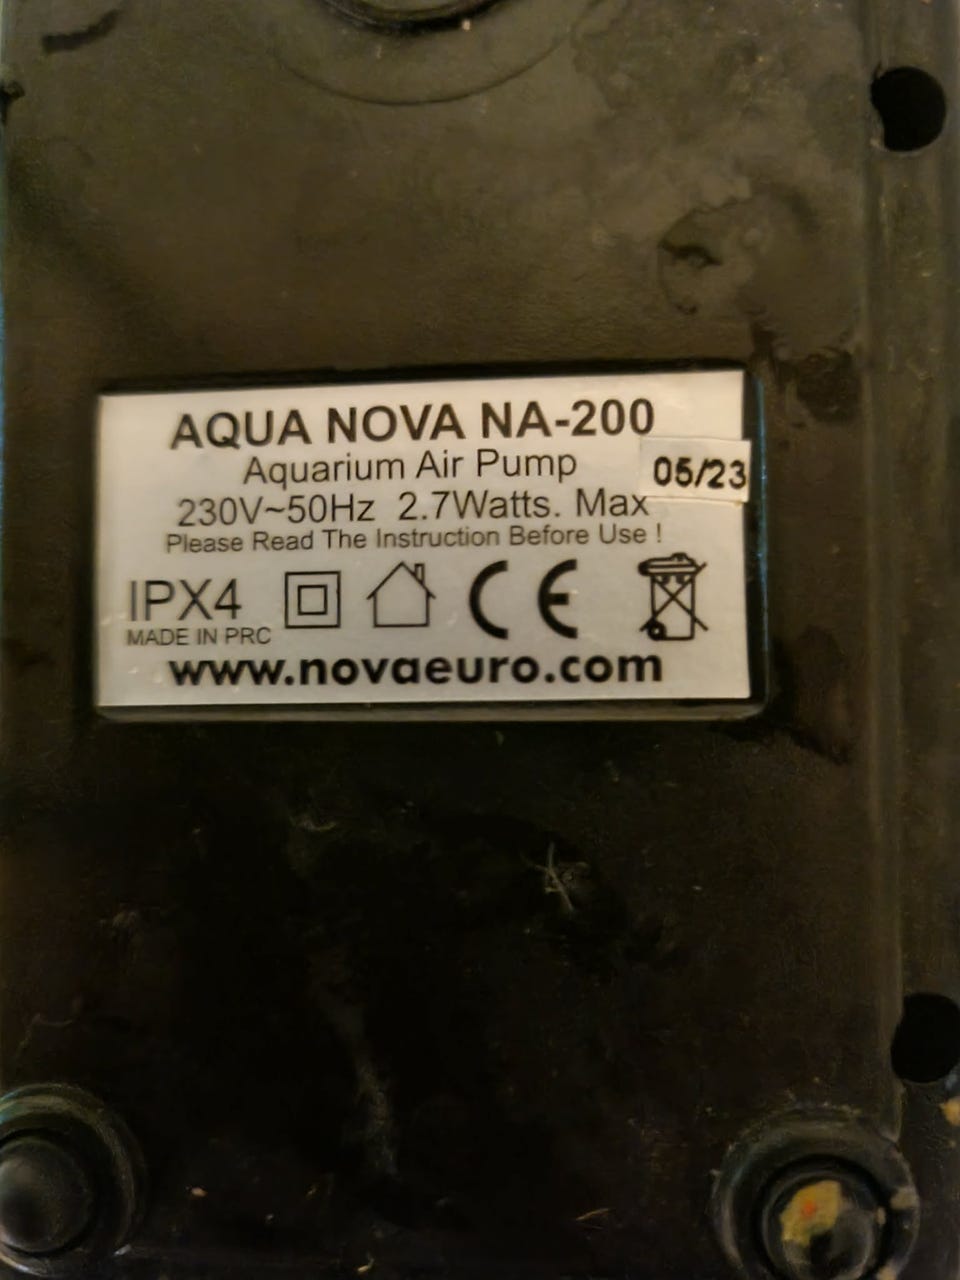 AQUA NOVA NA-200
Aquarium Air Pump
05/23
230V~50Hz 2.7Watts. Max
Please Read The Instruction Before Use !
IPX4
CE
MADE IN PRC
www.novaeuro.com